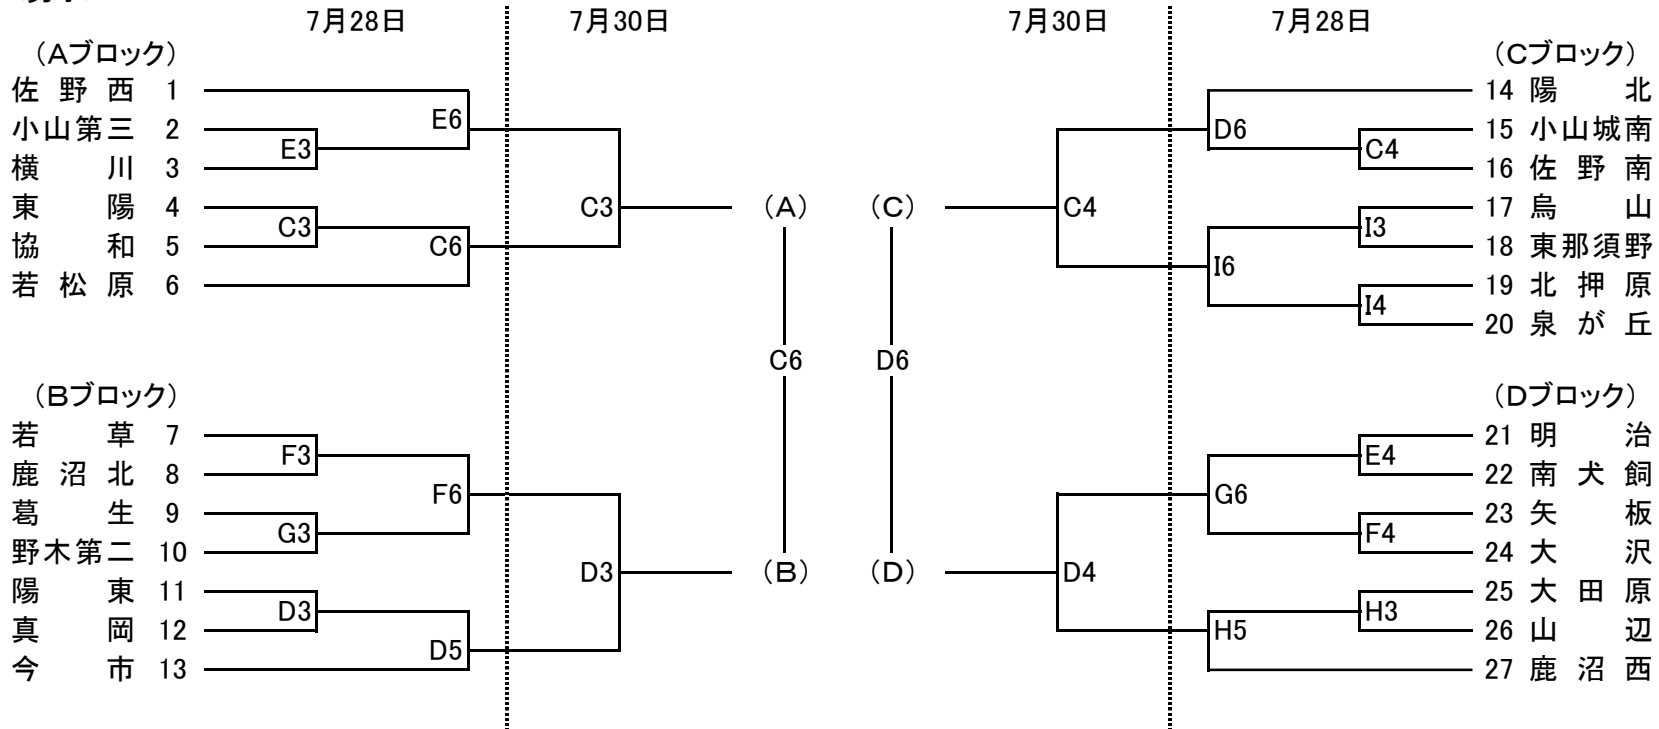 7月28日 7月30日 7月30日 7月28日
（Aブロック） （Cブロック）
佐野西 1
E6
小山第三 2
E3
横川 3
東陽 4
C3
協和 5
C6
若松原 6
C3
（A） （C）
C4
14 陽北
D6
15 小山城南
C4
16 佐野南
17 烏山
I3
18 東那須野
I6
19 北押原
I4
20 泉が丘
C6 D6
（Bブロック） （Dブロック）
若草 7
F3
鹿沼北 8
F6
葛生 9
G3
野木第二 10
陽東 11
D3
真岡 12
D5
今市 13
D3
（B） （D）
D4
21 明治
E4
22 南犬飼
G6
23 矢板
F4
24 大沢
25 大田原
H3
26 山辺
H5
27 鹿沼西